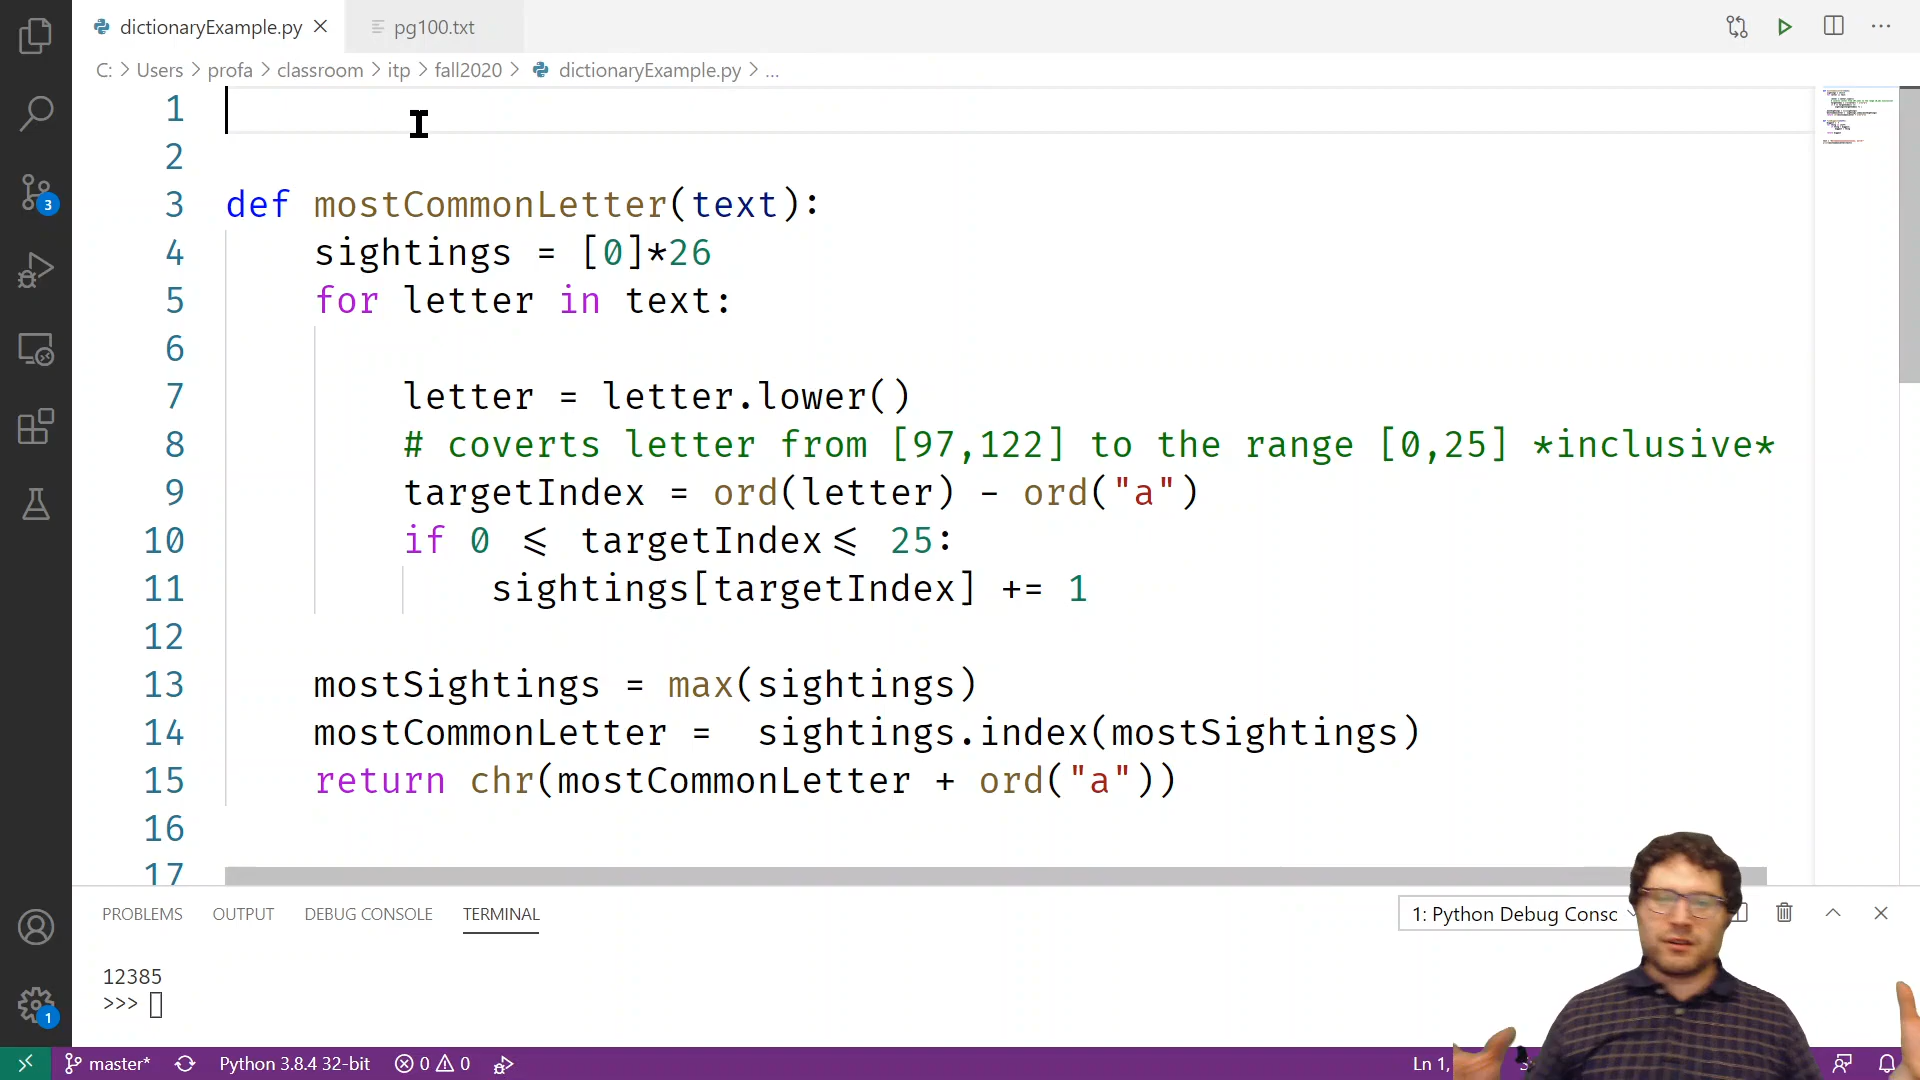 dictionaryExample.py
pg100.txt
C: > Users > profa > classroom > itp > fall2020 > dictionaryExample.py > ...
1
2
3 def mostCommonLetter(text):
4 sightings = [0]*26
5 for letter in text:
6
7 letter = letter.lower()
8 # coverts letter from [97,122] to the range [0,25] *inclusive*
9 targetIndex = ord(letter) - ord("a")
10 if 0 <= targetIndex<= 25:
11 sightings[targetIndex] += 1
12
13 mostSightings = max(sightings)
14 mostCommonLetter =  sightings.index(mostSightings)
15 return chr(mostCommonLetter + ord("a"))
16
17
3
PROBLEMS OUTPUT DEBUG CONSOLE TERMINAL
1: Python Debug Consc
12385
>>>
1
master* Python 3.8.4 32-bit 0 0 Ln 1,